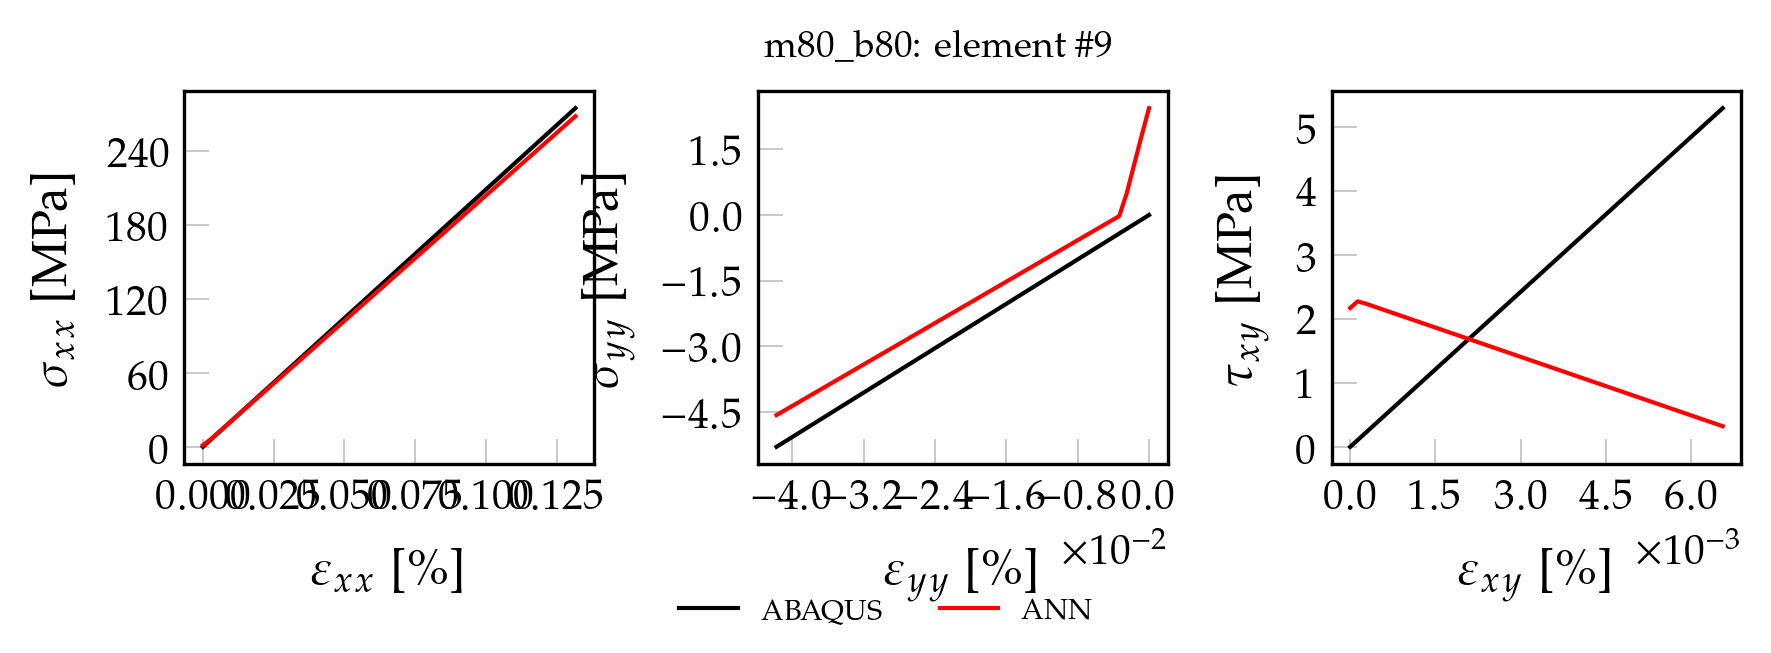 m80_b80: element #9
σxx [MPa]
240
180
120
60
0
0.000 0.025 0.050 0.075 0.100 0.125
εxx [%]
σyy [MPa]
1.5
0.0
−1.5
−3.0
−4.5
−4.0 −3.2 −2.4 −1.6 −0.8 0.0
×10−2
εyy [%]
τxy [MPa]
5
4
3
2
1
0
0.0 1.5 3.0 4.5 6.0
×10−3
εxy [%]
ABAQUS ANN